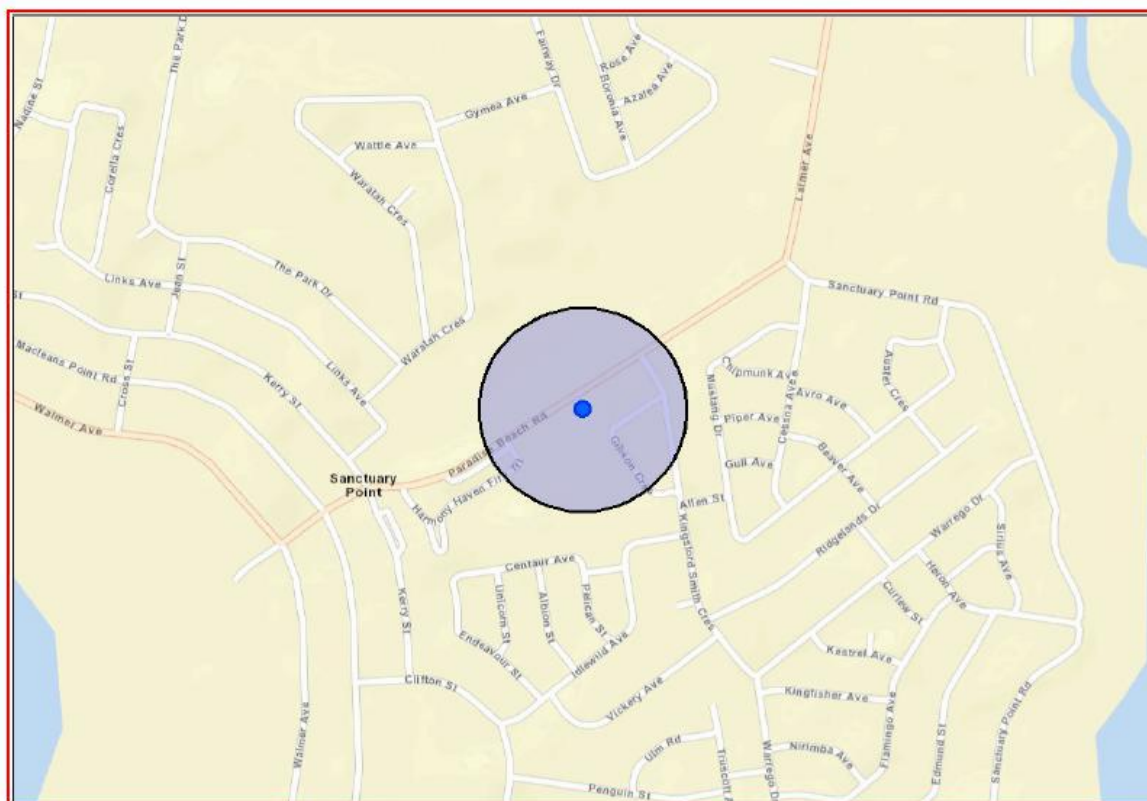 The Park D
Nadine St
Corella Cres
Fairway Dr
Rose Ave
Boronia Ave
Azalea Ave
Gymea Ave
Wattle Ave
Waratah Cres
Larmer Ave
Links Ave
Jean St
The Park Dr
Waratah Cres
Sanctuary Point Rd
St
Macleans Point Rd
Cross St
Kerry St
Links Ave
Walmer Ave
Paradise Beach Rd
Sanctuary
Point
Harmony Haven Fir
Gibson Cres
Chipmunk Av
Mustang Dr
Cessna Ave
Avro Ave
Auster Cres
Piper Ave
Gull Ave
Beaver Ave
Allen St
Ridgelands Dr
Warrego Dr
Sirius Ave
Kingsford Smith Cres
Centaur Ave
Unicorn St
Albion St
Pelican St
Kerry St
Endeavour St
Idlewild Ave
Heron Ave
Curlew St
Kestrel Ave
Clifton St
Vickery Ave
Kingfisher Ave
Sanctuary Point Rd
Walmer Ave
Ulm Rd
Truscott A
Warrego Dr
Nirimba Ave
Flamingo Ave
Edmund St
Penguin St